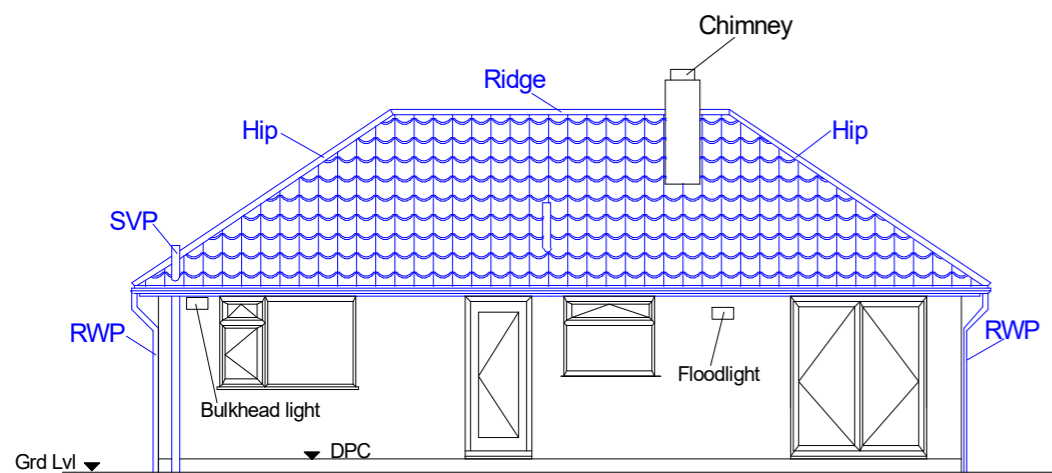 Chimney
Ridge
Hip
Hip
SVP
RWP
RWP
Floodlight
Bulkhead light
DPC
Grd Lvl